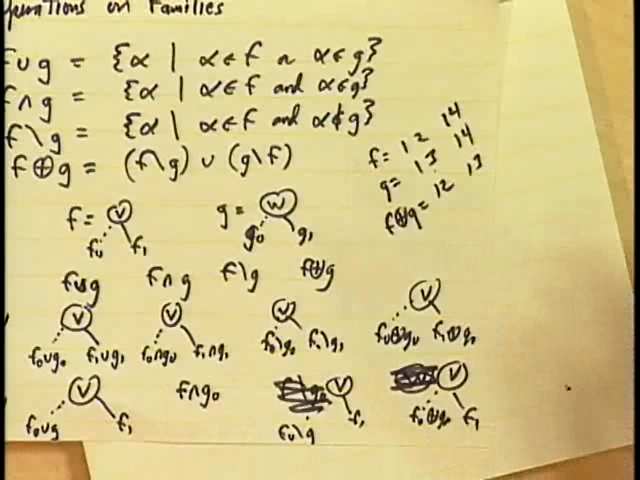 perations on Families
f∪g = {α | α∈f or α∈g}
f∩g = {α | α∈f and α∈g}
f\g = {α | α∈f and α∉g}
f⊕g = (f\g) ∪ (g\f)
f = 12 14
g = 13 14
f⊕g = 12 13
f = V g = W
f₀ f₁ g₀ g₁
f∪g f∩g f\g f⊕g
V V V V
f₀∪g₀ f₁∪g₁ f₀∩g₀ f₁∩g₁ f₀\g₀ f₁\g₁ f₀⊕g₀ f₁⊕g₁
V f∩g₀ V V
f₀∪g f₁ f₀\g f₁ f₀⊕g f₁